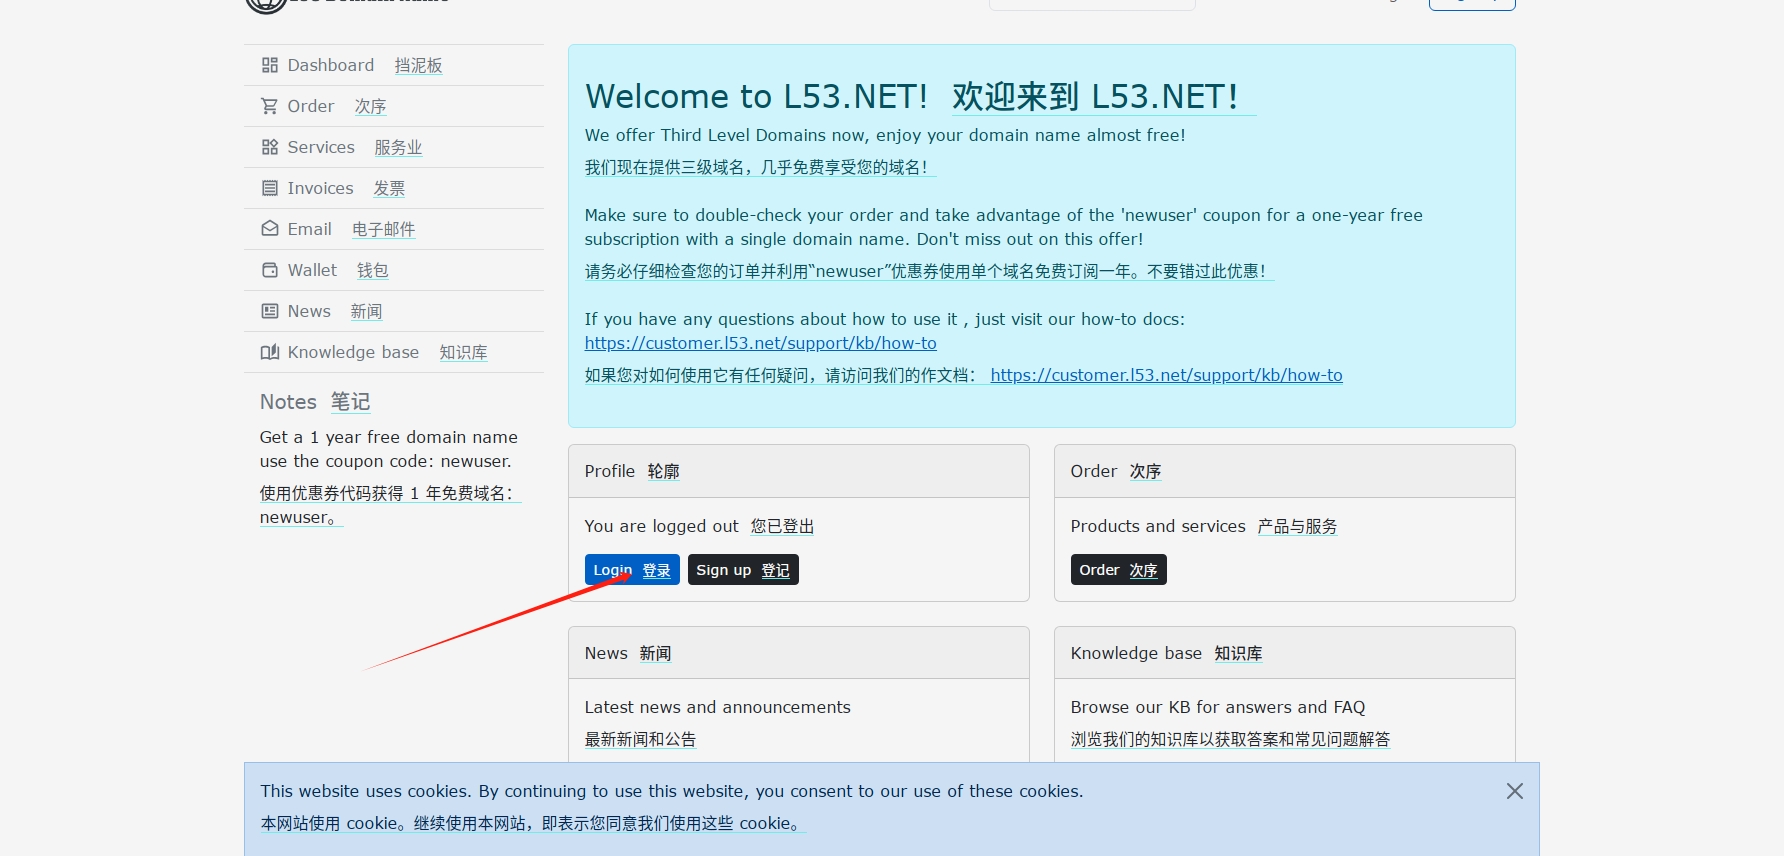 Dashboard 挡泥板
Order 次序
Services 服务业
Invoices 发票
Email 电子邮件
Wallet 钱包
News 新闻
Knowledge base 知识库
Notes 笔记
Get a 1 year free domain name
use the coupon code: newuser.
使用优惠券代码获得 1 年免费域名：
newuser。
Welcome to L53.NET! 欢迎来到 L53.NET！
We offer Third Level Domains now, enjoy your domain name almost free!
我们现在提供三级域名，几乎免费享受您的域名！
Make sure to double-check your order and take advantage of the 'newuser' coupon for a one-year free
subscription with a single domain name. Don't miss out on this offer!
请务必仔细检查您的订单并利用“newuser”优惠券使用单个域名免费订阅一年。不要错过此优惠！
If you have any questions about how to use it , just visit our how-to docs:
https://customer.l53.net/support/kb/how-to
如果您对如何使用它有任何疑问，请访问我们的作文档： https://customer.l53.net/support/kb/how-to
Profile 轮廓
You are logged out 您已登出
Login 登录 Sign up 登记
Order 次序
Products and services 产品与服务
Order 次序
News 新闻
Latest news and announcements
最新新闻和公告
Knowledge base 知识库
Browse our KB for answers and FAQ
浏览我们的知识库以获取答案和常见问题解答
This website uses cookies. By continuing to use this website, you consent to our use of these cookies.
本网站使用 cookie。继续使用本网站，即表示您同意我们使用这些 cookie。